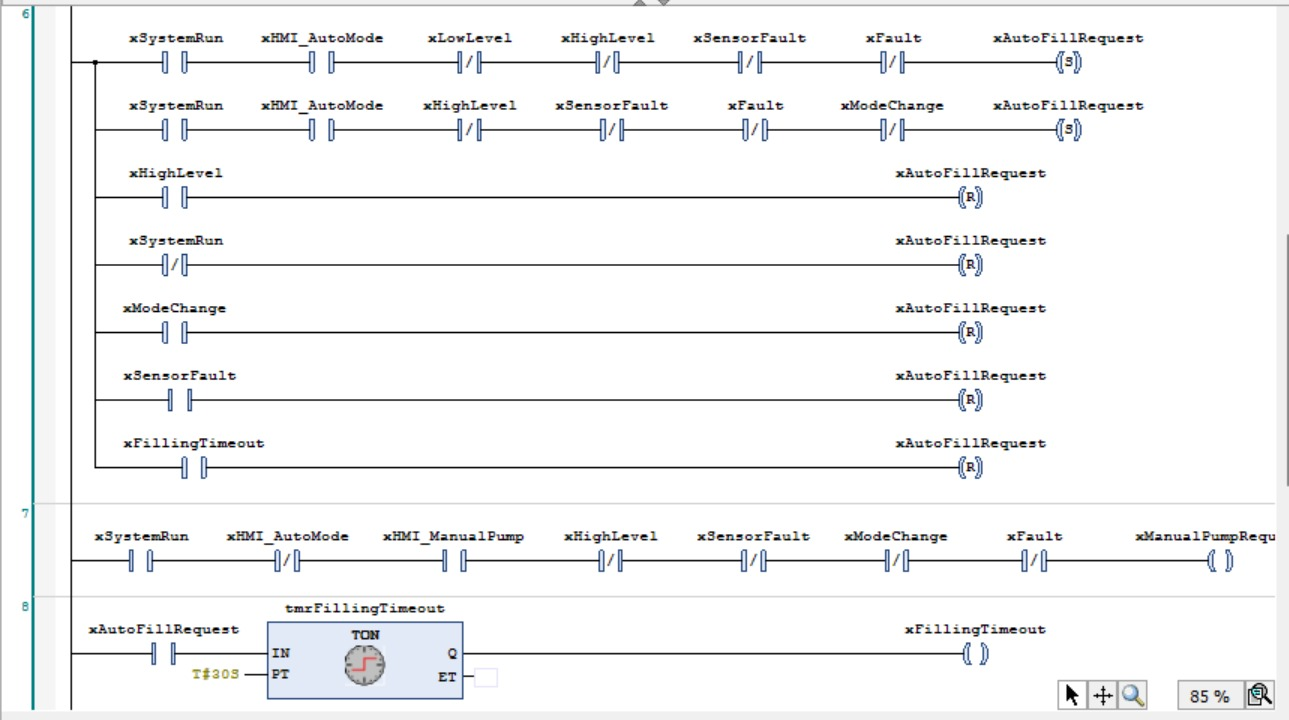 6
xSystemRun xHMI_AutoMode xLowLevel xHighLevel xSensorFault xFault xAutoFillRequest
S
xSystemRun xHMI_AutoMode xHighLevel xSensorFault xFault xModeChange xAutoFillRequest
S
xHighLevel xAutoFillRequest
R
xSystemRun xAutoFillRequest
R
xModeChange xAutoFillRequest
R
xSensorFault xAutoFillRequest
R
xFillingTimeout xAutoFillRequest
R
7
xSystemRun xHMI_AutoMode xHMI_ManualPump xHighLevel xSensorFault xModeChange xFault xManualPumpRequ
8
tmrFillingTimeout
xAutoFillRequest TON xFillingTimeout
IN Q
T#30S PT ET
85 %